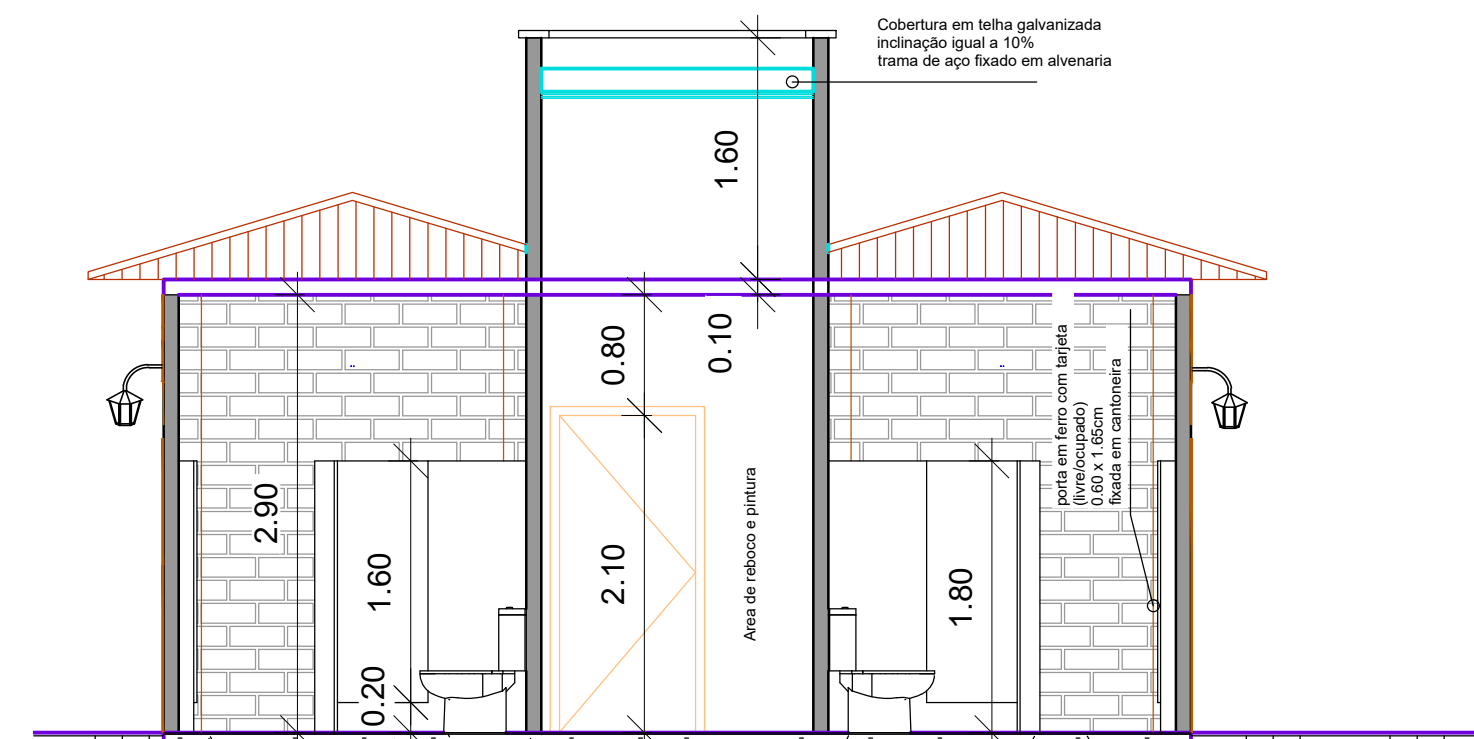 Cobertura em telha galvanizada
inclinação igual a 10%
trama de aço fixado em alvenaria
1.60
0.10
0.80
2.90
2.10
1.60
0.20
1.80
Area de reboco e pintura
porta em ferro com tarjeta
(livre/ocupado)
0.60 x 1.65cm
fixada em cantoneira